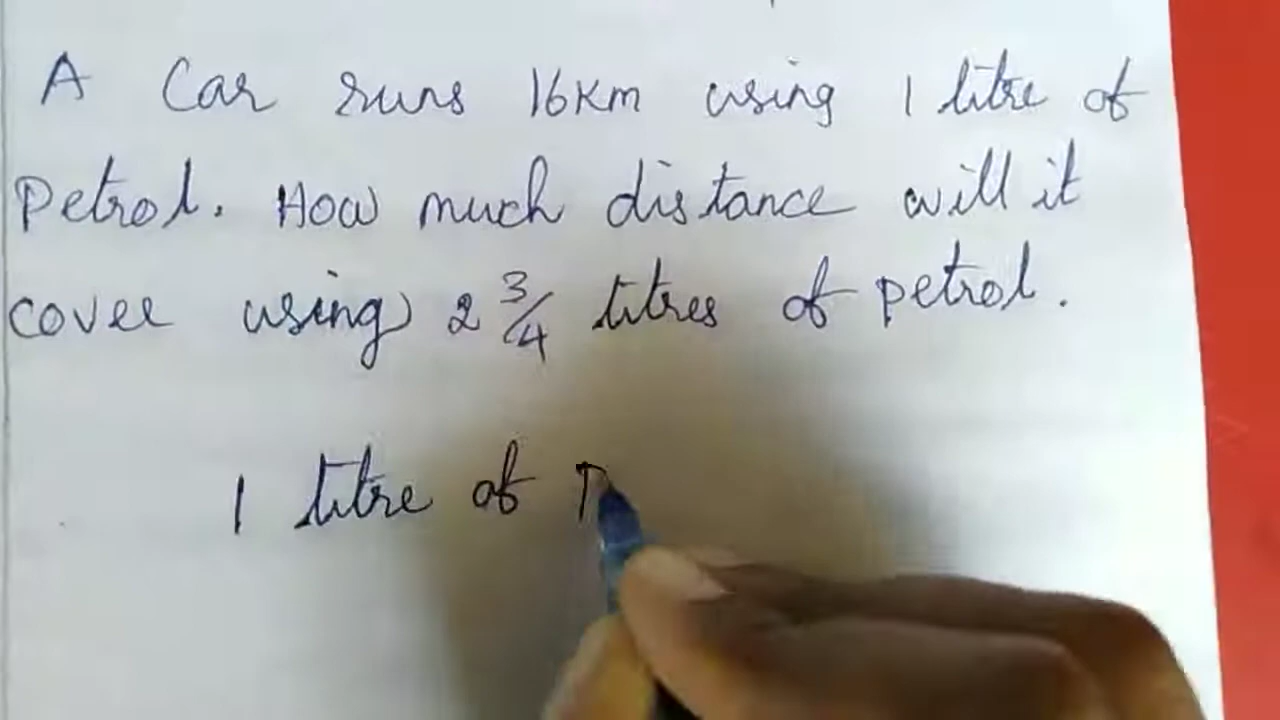 A Car runs 16Km using 1 litre of
Petrol. How much distance will it
cover using 2 3/4 litres of petrol.
1 litre of P